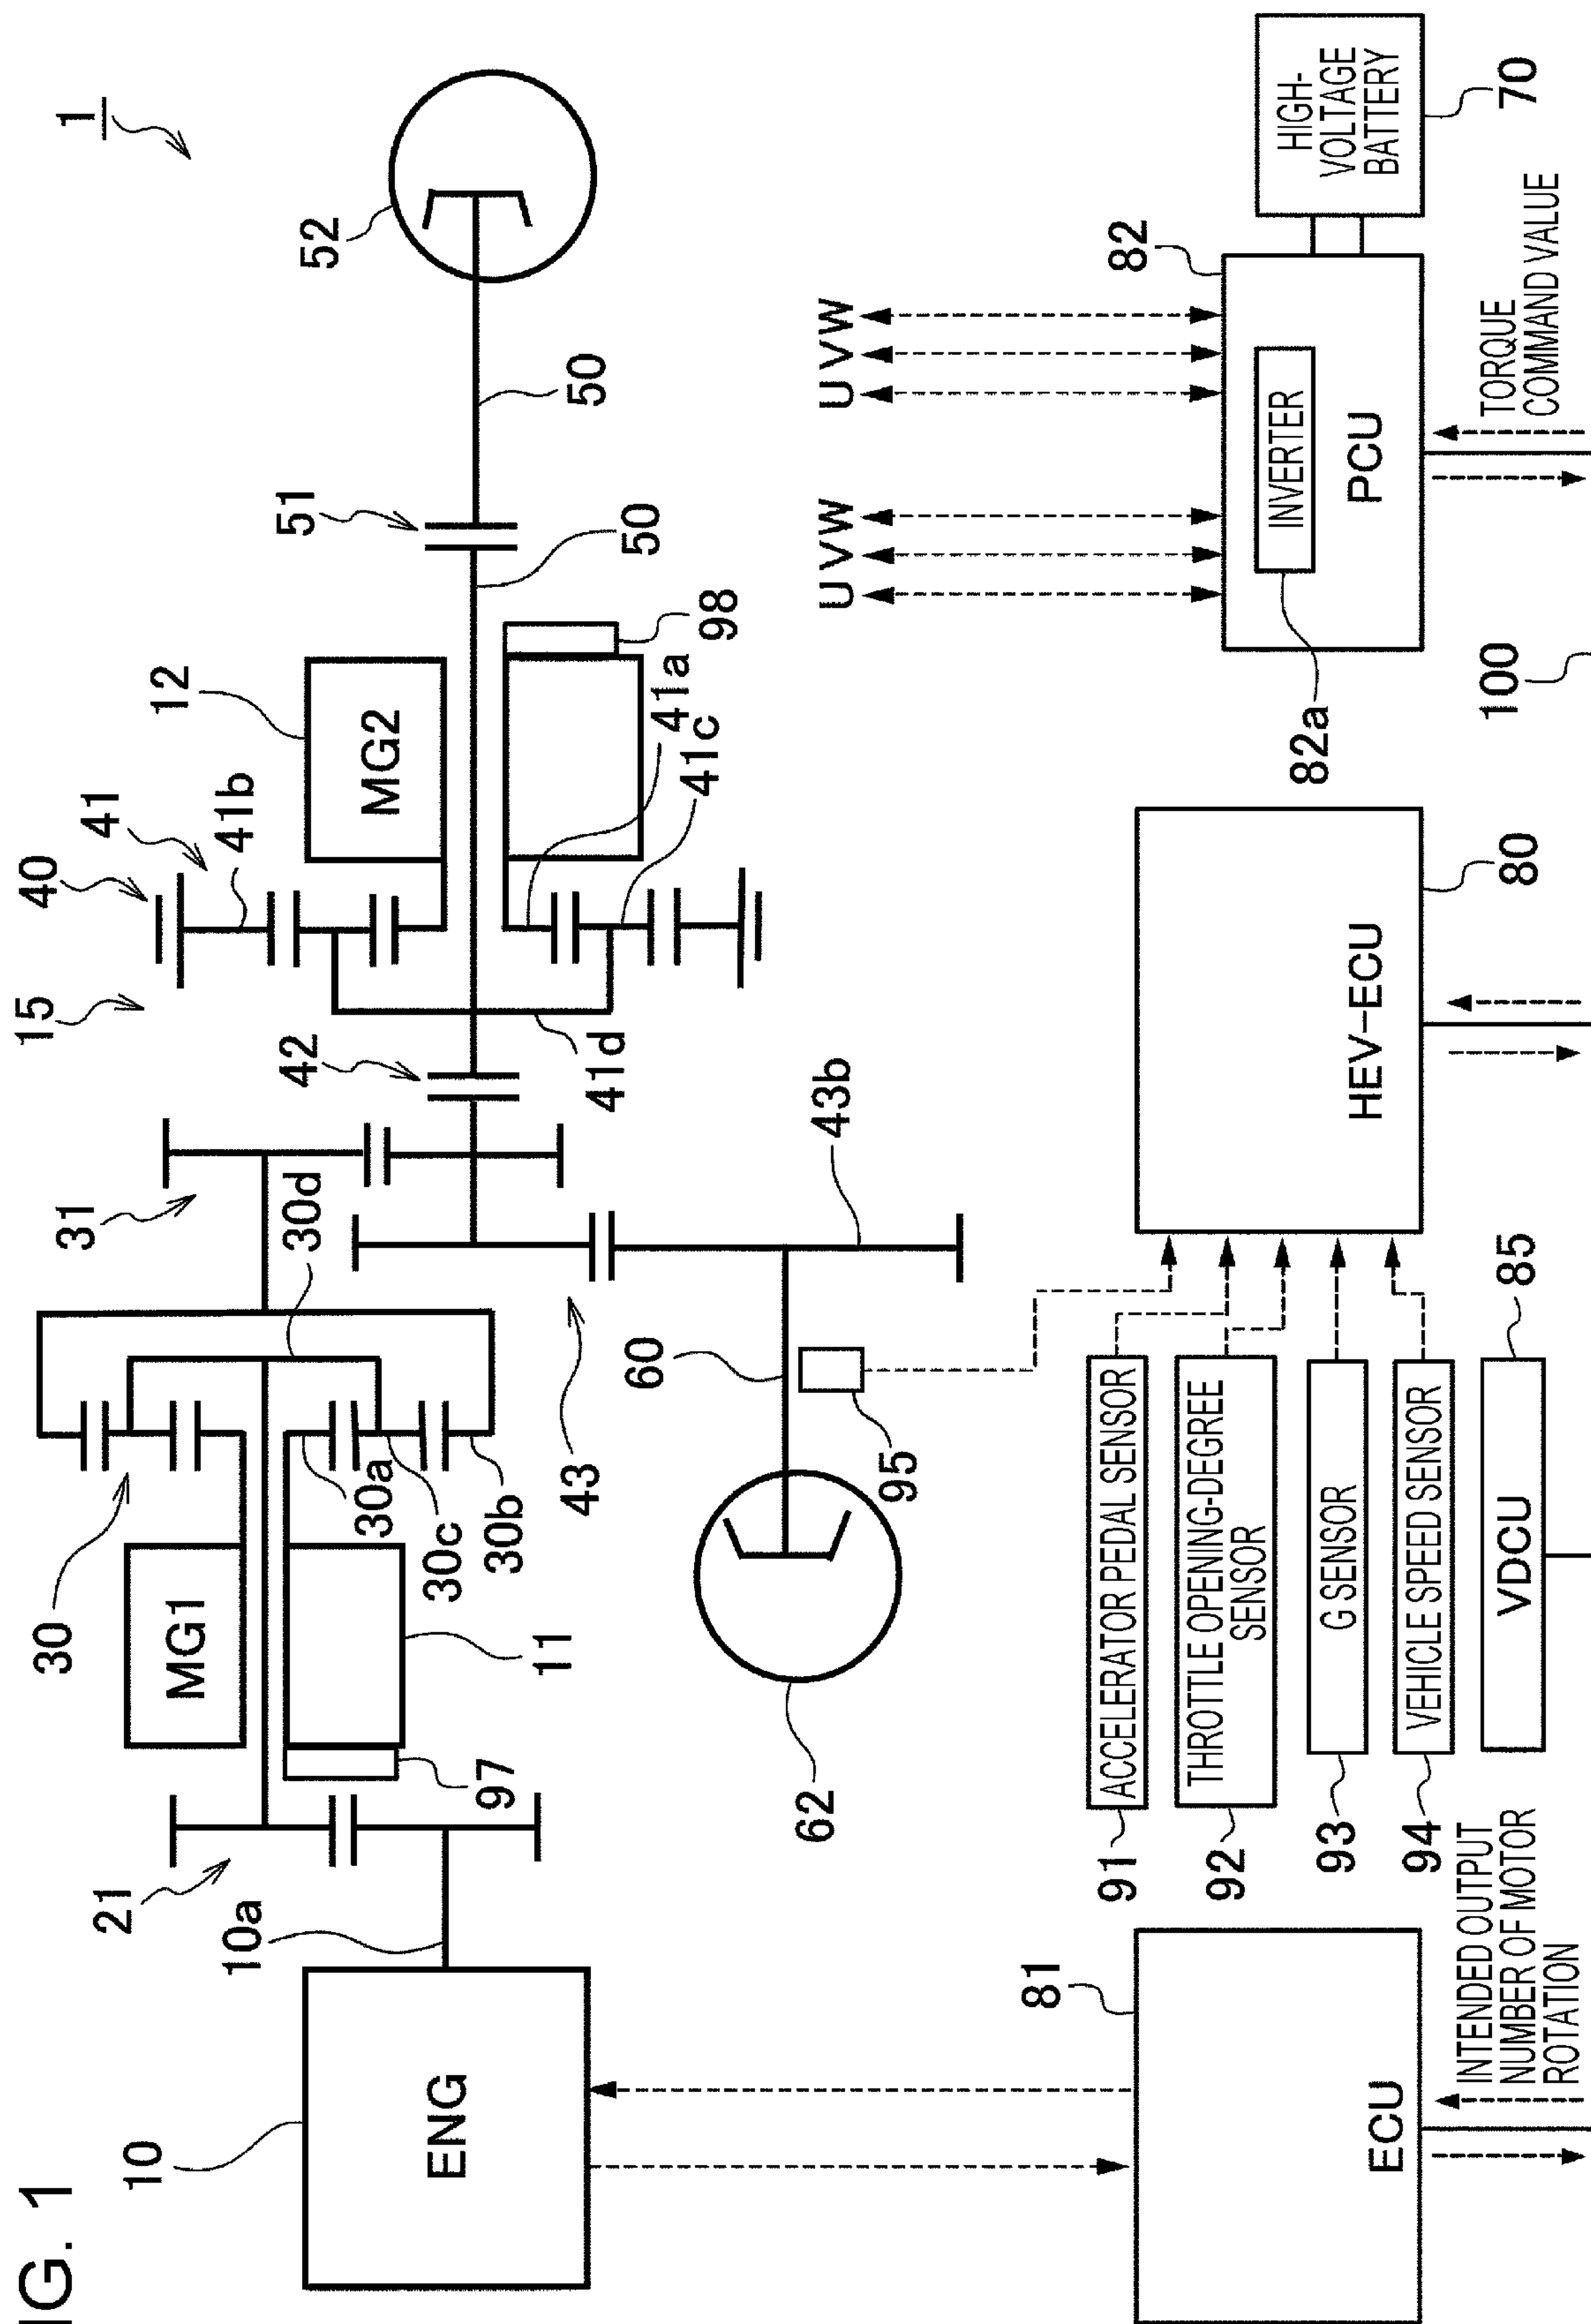 IG. 1
1
15
40
41
41b
12
52
31
42
30d
30
MG1
MG2
51
50
50
98
41a
41c
41d
21
10a
97
11
30a
30c
30b
43
43b
60
95
62
10
ENG
U V W
U V W
82
81
ECU
INTENDED OUTPUT
NUMBER OF MOTOR
ROTATION
91
ACCELERATOR PEDAL SENSOR
92
THROTTLE OPENING-DEGREE
SENSOR
93
G SENSOR
94
VEHICLE SPEED SENSOR
VDCU
85
HEV-ECU
80
82a
INVERTER
PCU
100
TORQUE
COMMAND VALUE
HIGH-
VOLTAGE
BATTERY
70